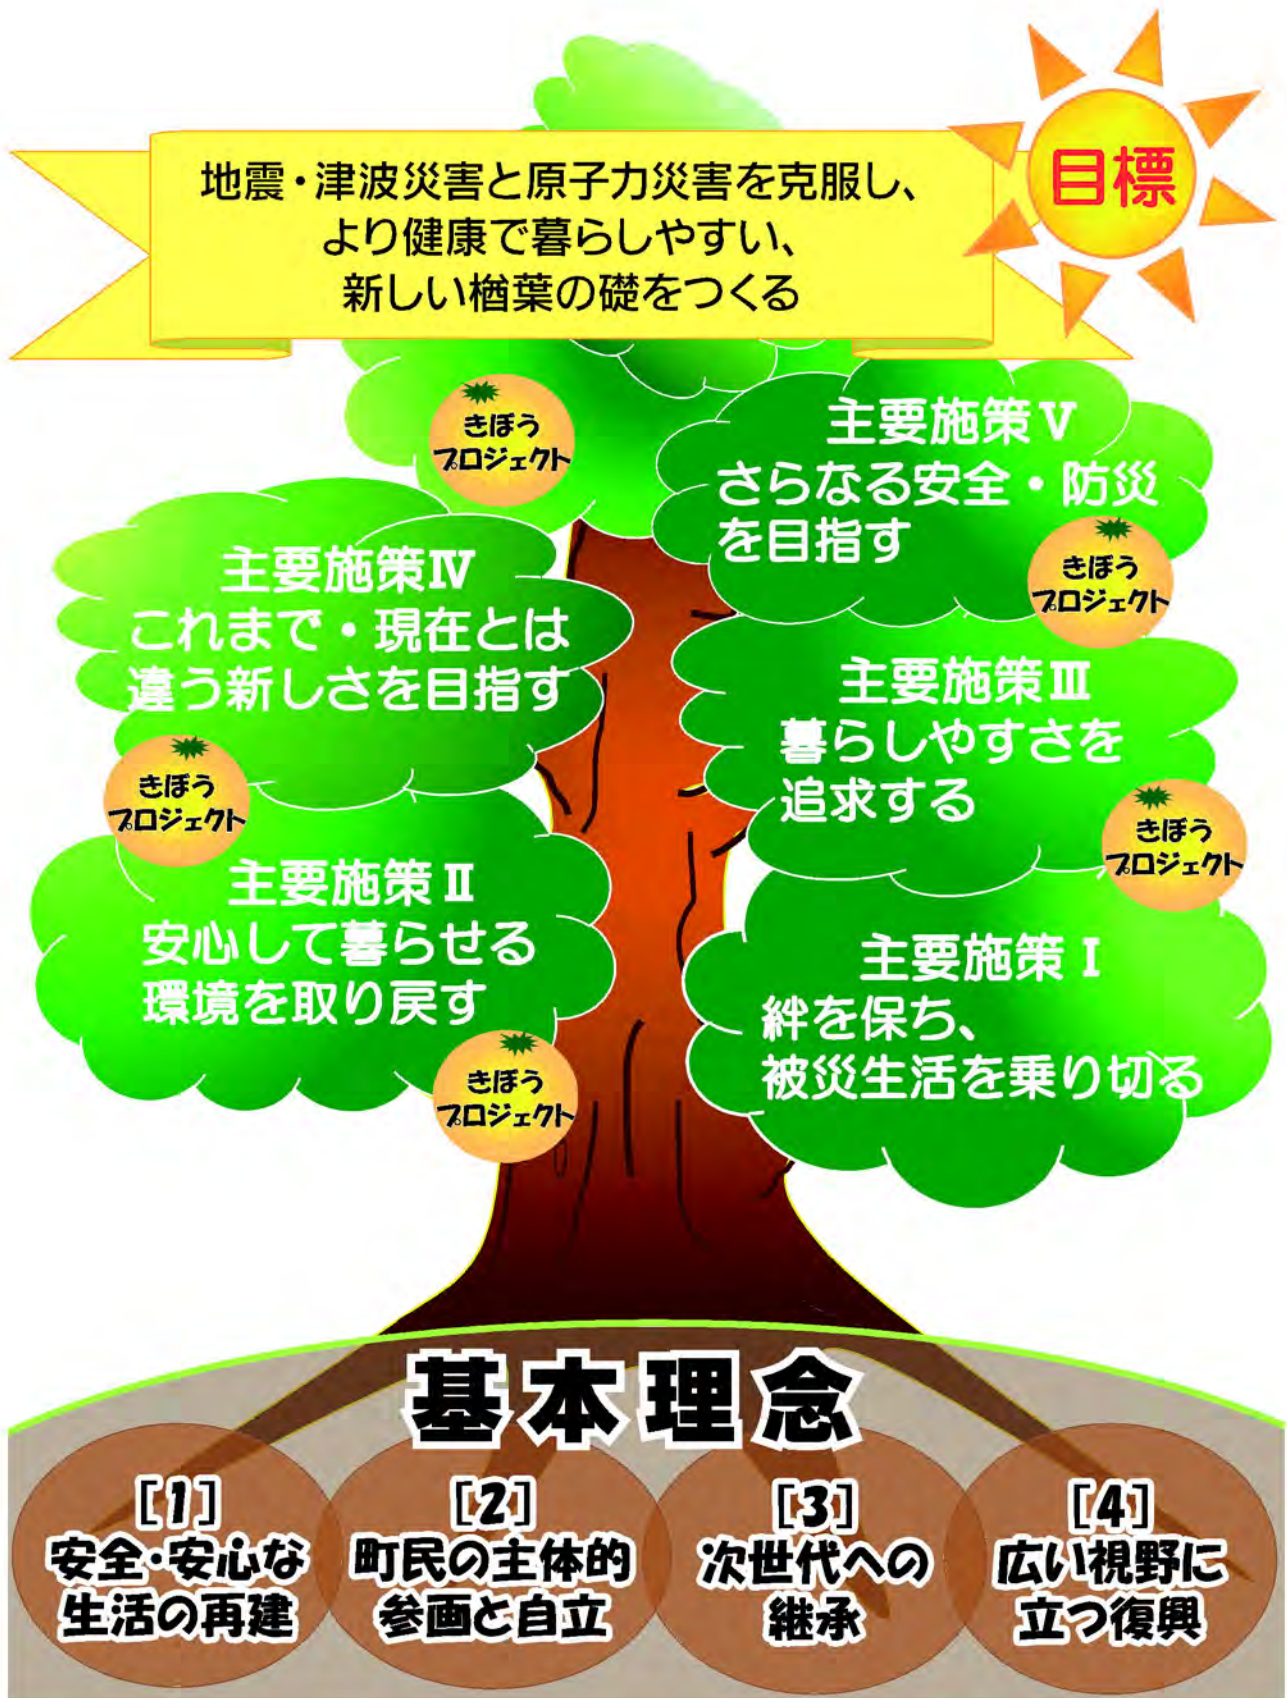 目標
地震・津波災害と原子力災害を克服し、
より健康で暮らしやすい、
新しい楢葉の礎をつくる
きぼう
プロジェクト
主要施策Ⅴ
さらなる安全・防災
を目指す
きぼう
プロジェクト
主要施策Ⅳ
これまで・現在とは
違う新しさを目指す
きぼう
プロジェクト
主要施策Ⅲ
暮らしやすさを
追求する
きぼう
プロジェクト
主要施策Ⅱ
安心して暮らせる
環境を取り戻す
きぼう
プロジェクト
主要施策Ⅰ
絆を保ち、
被災生活を乗り切る
基本理念
[1]
安全・安心な
生活の再建
[2]
町民の主体的
参画と自立
[3]
次世代への
継承
[4]
広い視野に
立つ復興